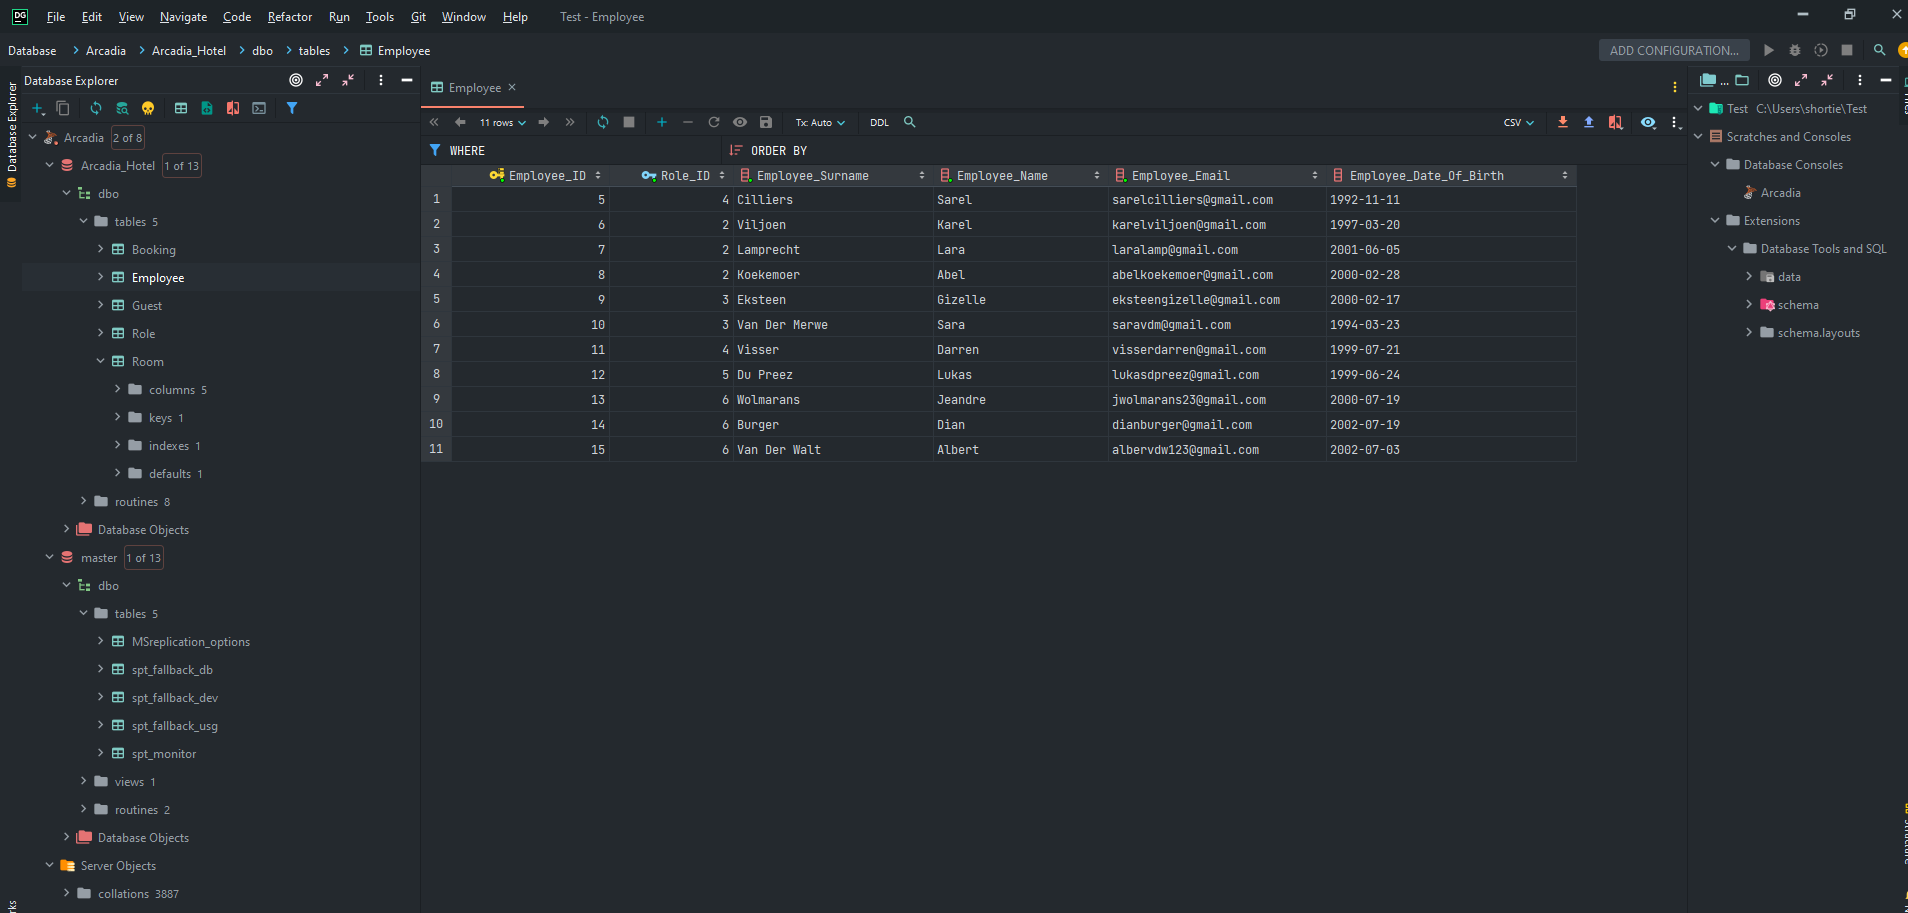 DG File Edit View Navigate Code Refactor Run Tools Git Window Help Test - Employee
Database Arcadia Arcadia_Hotel dbo tables Employee ADD CONFIGURATION...
Database Explorer
Database Explorer
Arcadia 2 of 8
Arcadia_Hotel 1 of 13
dbo
tables 5
Booking
Employee
Guest
Role
Room
columns 5
keys 1
indexes 1
defaults 1
routines 8
Database Objects
master 1 of 13
dbo
tables 5
MSreplication_options
spt_fallback_db
spt_fallback_dev
spt_fallback_usg
spt_monitor
views 1
routines 2
Database Objects
Server Objects
collations 3887
Employee
11 rows Tx: Auto DDL CSV
WHERE ORDER BY
Employee_ID Role_ID Employee_Surname Employee_Name Employee_Email Employee_Date_Of_Birth
1 5 4 Cilliers Sarel sarelcilliers@gmail.com 1992-11-11
2 6 2 Viljoen Karel karelviljoen@gmail.com 1997-03-20
3 7 2 Lamprecht Lara laralamp@gmail.com 2001-06-05
4 8 2 Koekemoer Abel abelkoekemoer@gmail.com 2000-02-28
5 9 3 Eksteen Gizelle eksteengizelle@gmail.com 2000-02-17
6 10 3 Van Der Merwe Sara saravdm@gmail.com 1994-03-23
7 11 4 Visser Darren visserdarren@gmail.com 1999-07-21
8 12 5 Du Preez Lukas lukasdpreez@gmail.com 1999-06-24
9 13 6 Wolmarans Jeandre jwolmarans23@gmail.com 2000-07-19
10 14 6 Burger Dian dianburger@gmail.com 2002-07-19
11 15 6 Van Der Walt Albert albervdw123@gmail.com 2002-07-03
...
Test C:\Users\shortie\Test
Scratches and Consoles
Database Consoles
Arcadia
Extensions
Database Tools and SQL
data
schema
schema.layouts